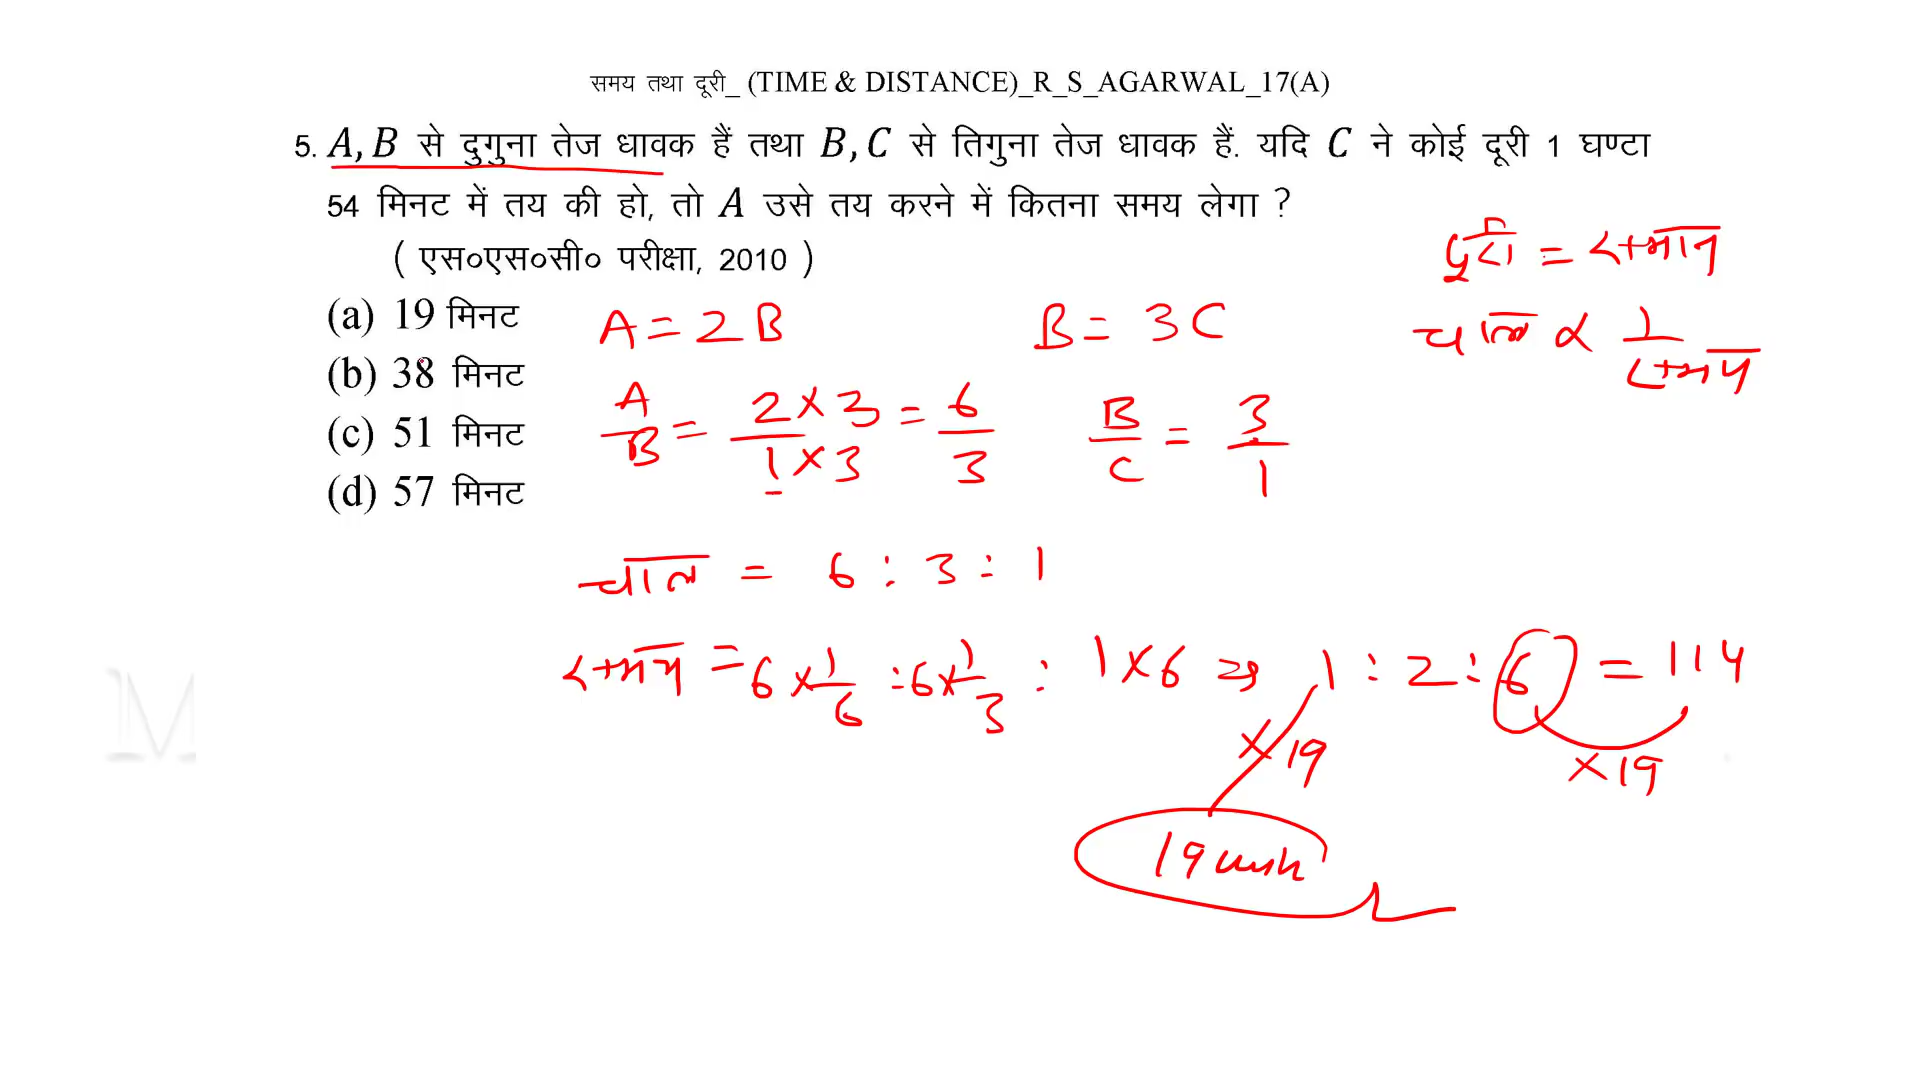 समय तथा दूरी_ (TIME & DISTANCE)_R_S_AGARWAL_17(A)
5. A, B से दुगुना तेज धावक हैं तथा B, C से तिगुना तेज धावक हैं. यदि C ने कोई दूरी 1 घण्टा
54 मिनट में तय की हो, तो A उसे तय करने में कितना समय लेगा ?
( एस०एस०सी० परीक्षा, 2010 )
दूरी = समान
(a) 19 मिनट
A = 2B B = 3C
चाल ∝ 1/समय
(b) 38 मिनट
A/B = 2×3/1×3 = 6/3 B/C = 3/1
(c) 51 मिनट
(d) 57 मिनट
चाल = 6 : 3 : 1
समय = 6×1/6 : 6×1/3 : 1×6 ⇒ 1 : 2 : 6 = 114
×19 ×19
19 min
M